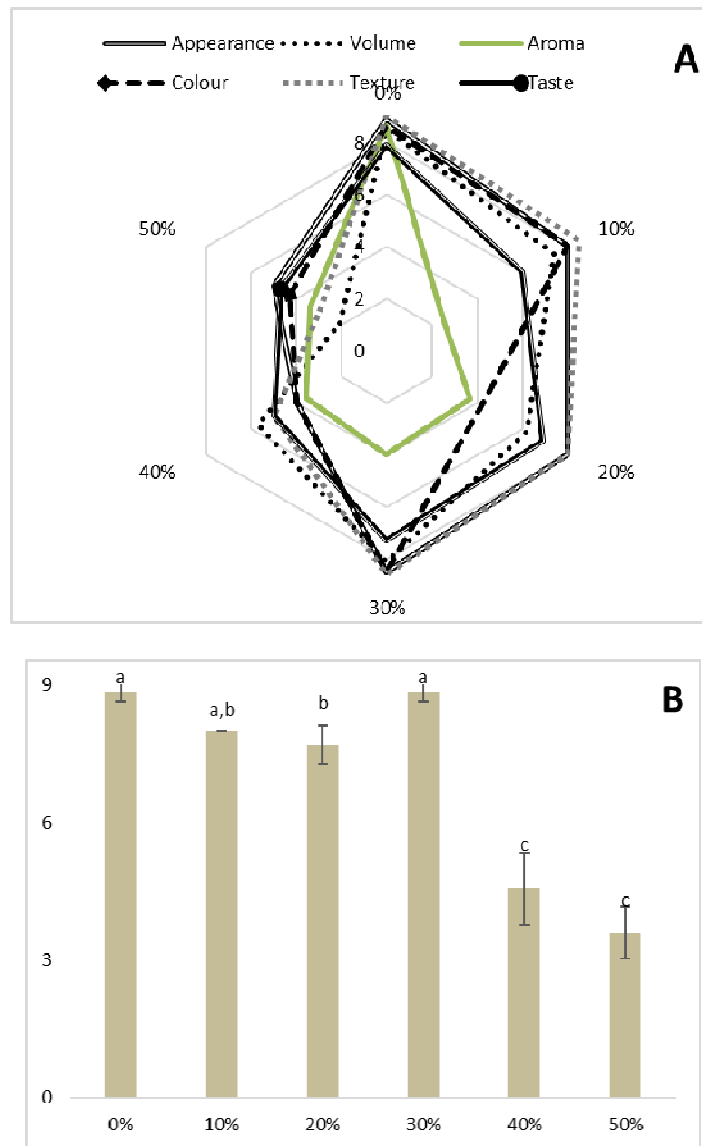 Appearance Volume Aroma
A
Colour Texture Taste
0%
8
50% 10%
6
4
2
0
40% 20%
30%
9 a a B
a,b b
6
c
c
3
0
0% 10% 20% 30% 40% 50%